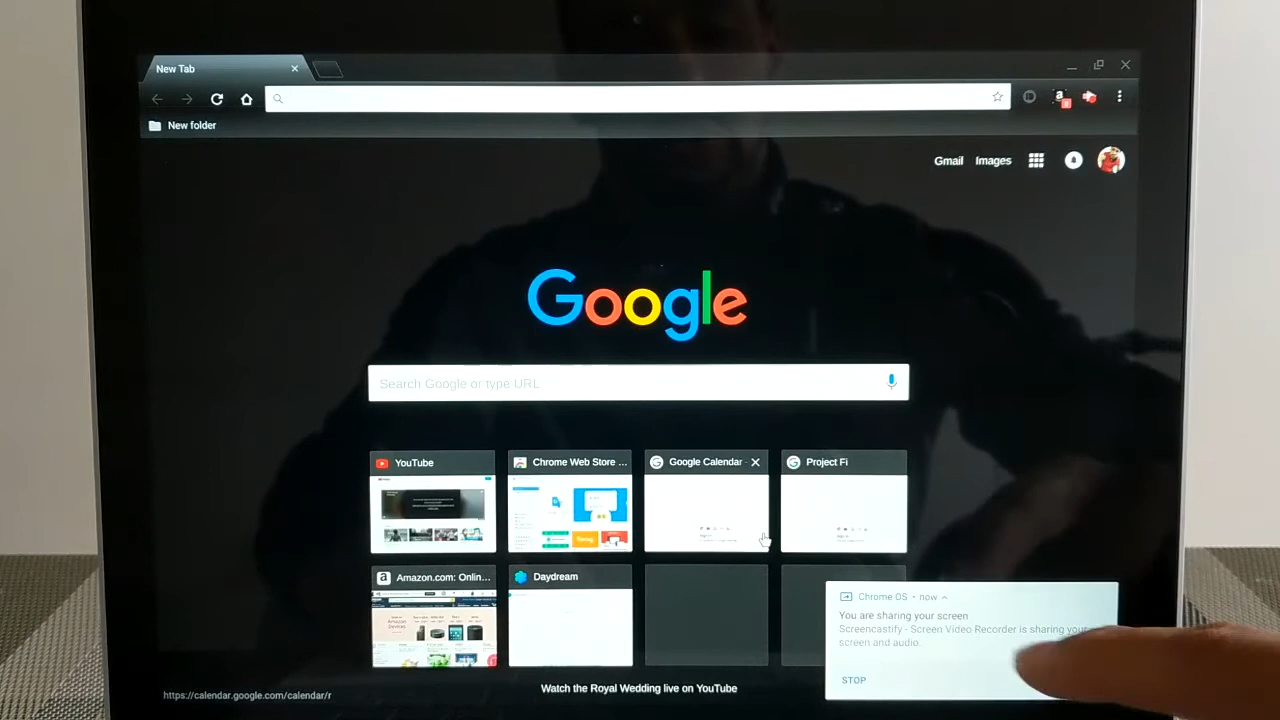 New Tab
New folder
Gmail Images
Google
Search Google or type URL
YouTube
Chrome Web Store ...
Google Calendar -
Project Fi
Amazon.com: Onlin...
Daydream
Chrome OS • now
You are sharing your screen
Screencastify - Screen Video Recorder is sharing your
screen and audio.
STOP
Watch the Royal Wedding live on YouTube
https://calendar.google.com/calendar/r